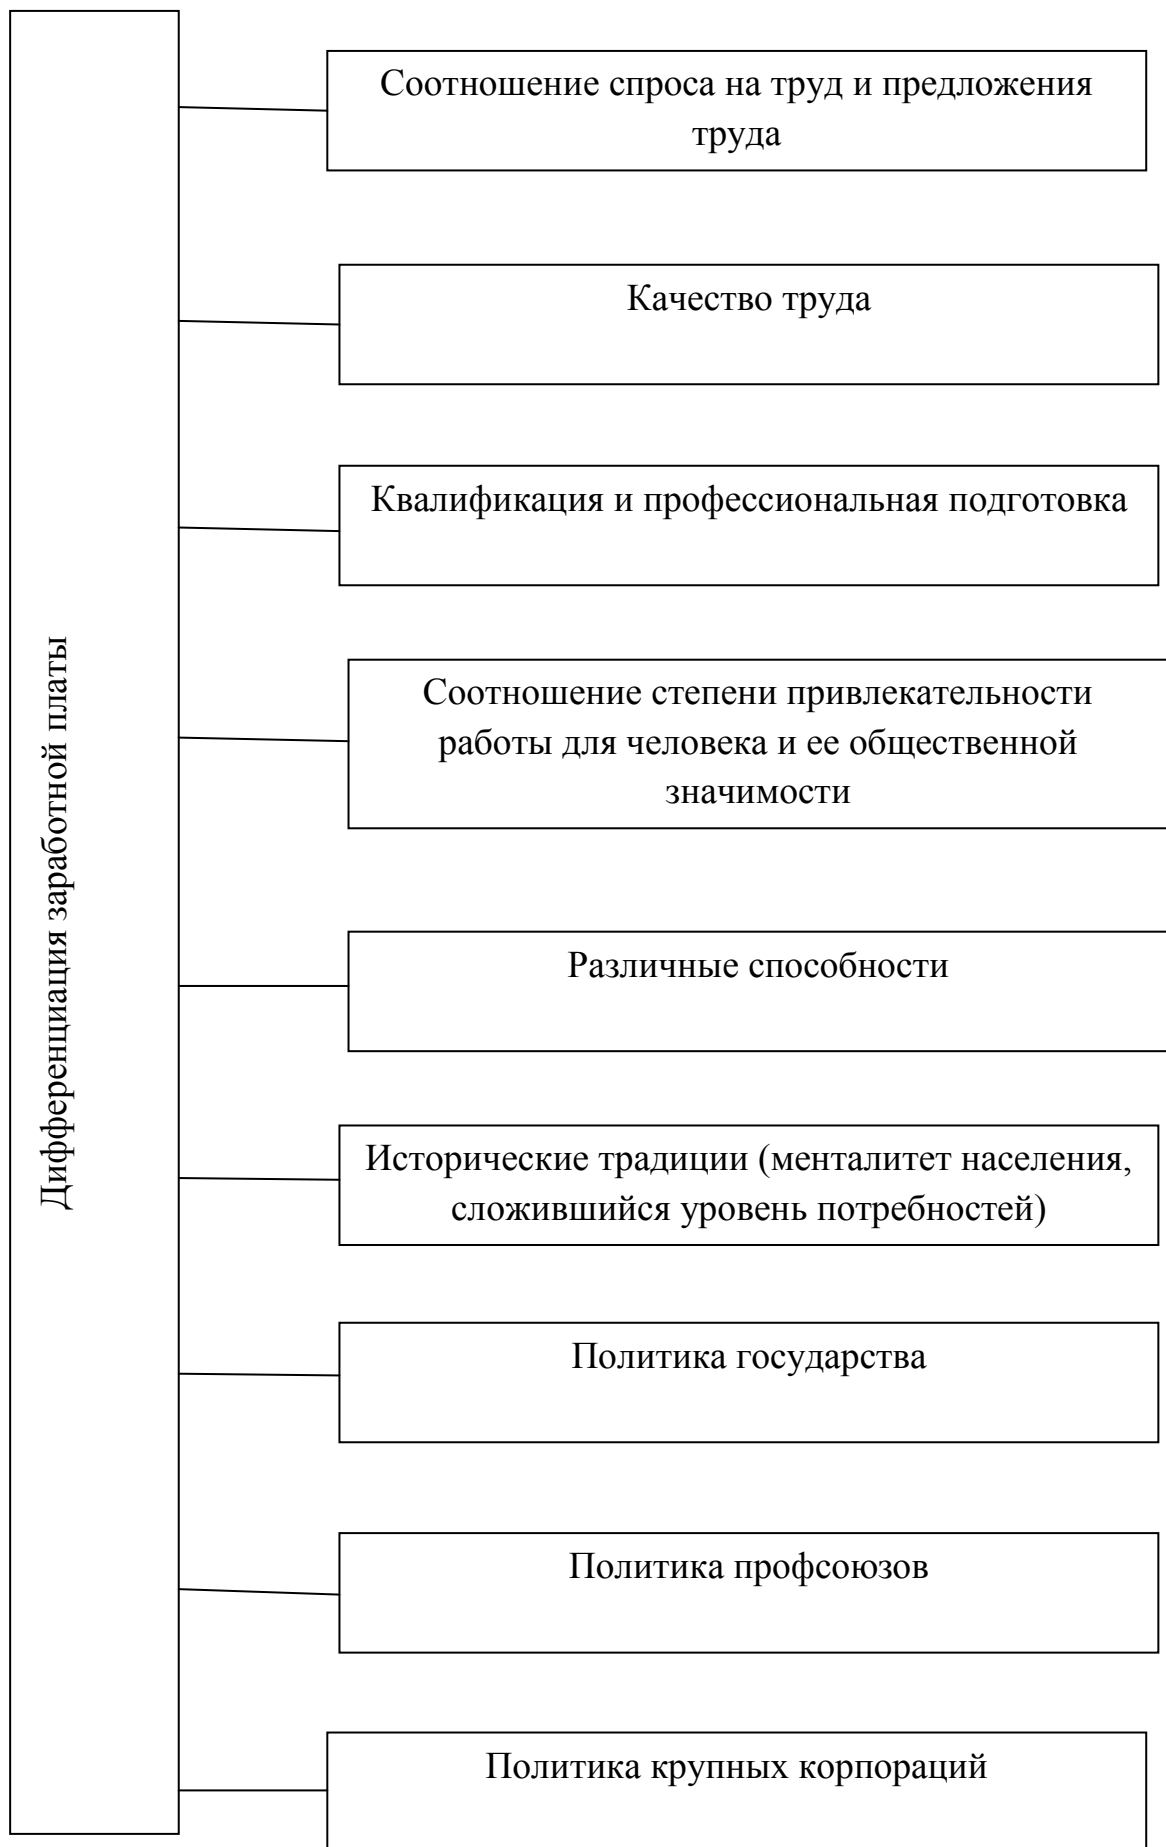 Дифференциация заработной платы
Соотношение спроса на труд и предложения
труда
Качество труда
Квалификация и профессиональная подготовка
Соотношение степени привлекательности
работы для человека и ее общественной
значимости
Различные способности
Исторические традиции (менталитет населения,
сложившийся уровень потребностей)
Политика государства
Политика профсоюзов
Политика крупных корпораций